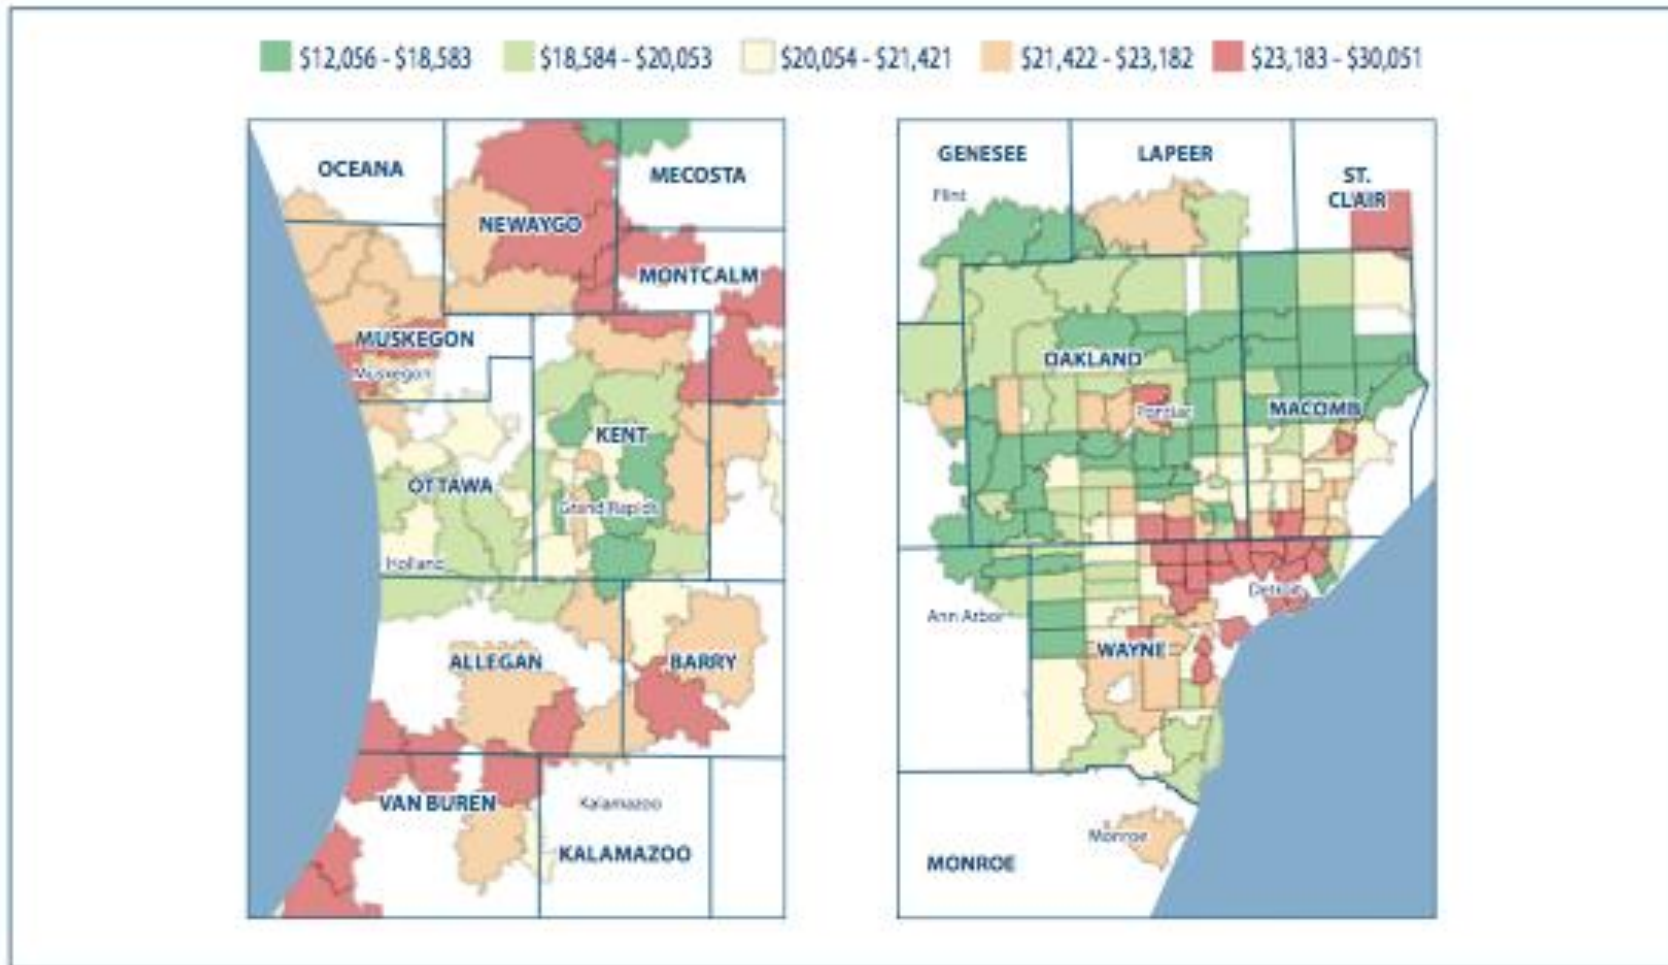 $12,056 - $18,583
$18,584 - $20,053
$20,054 - $21,421
$21,422 - $23,182
$23,183 - $30,051
OCEANA
MECOSTA
NEWAYGO
MONTCALM
MUSKEGON
Muskegon
KENT
OTTAWA
Grand Rapids
Holland
ALLEGAN
BARRY
VAN BUREN
Kalamazoo
KALAMAZOO
GENESEE
LAPEER
Flint
ST.
CLAIR
OAKLAND
Pontiac
MACOMB
Detroit
Ann Arbor
WAYNE
Monroe
MONROE